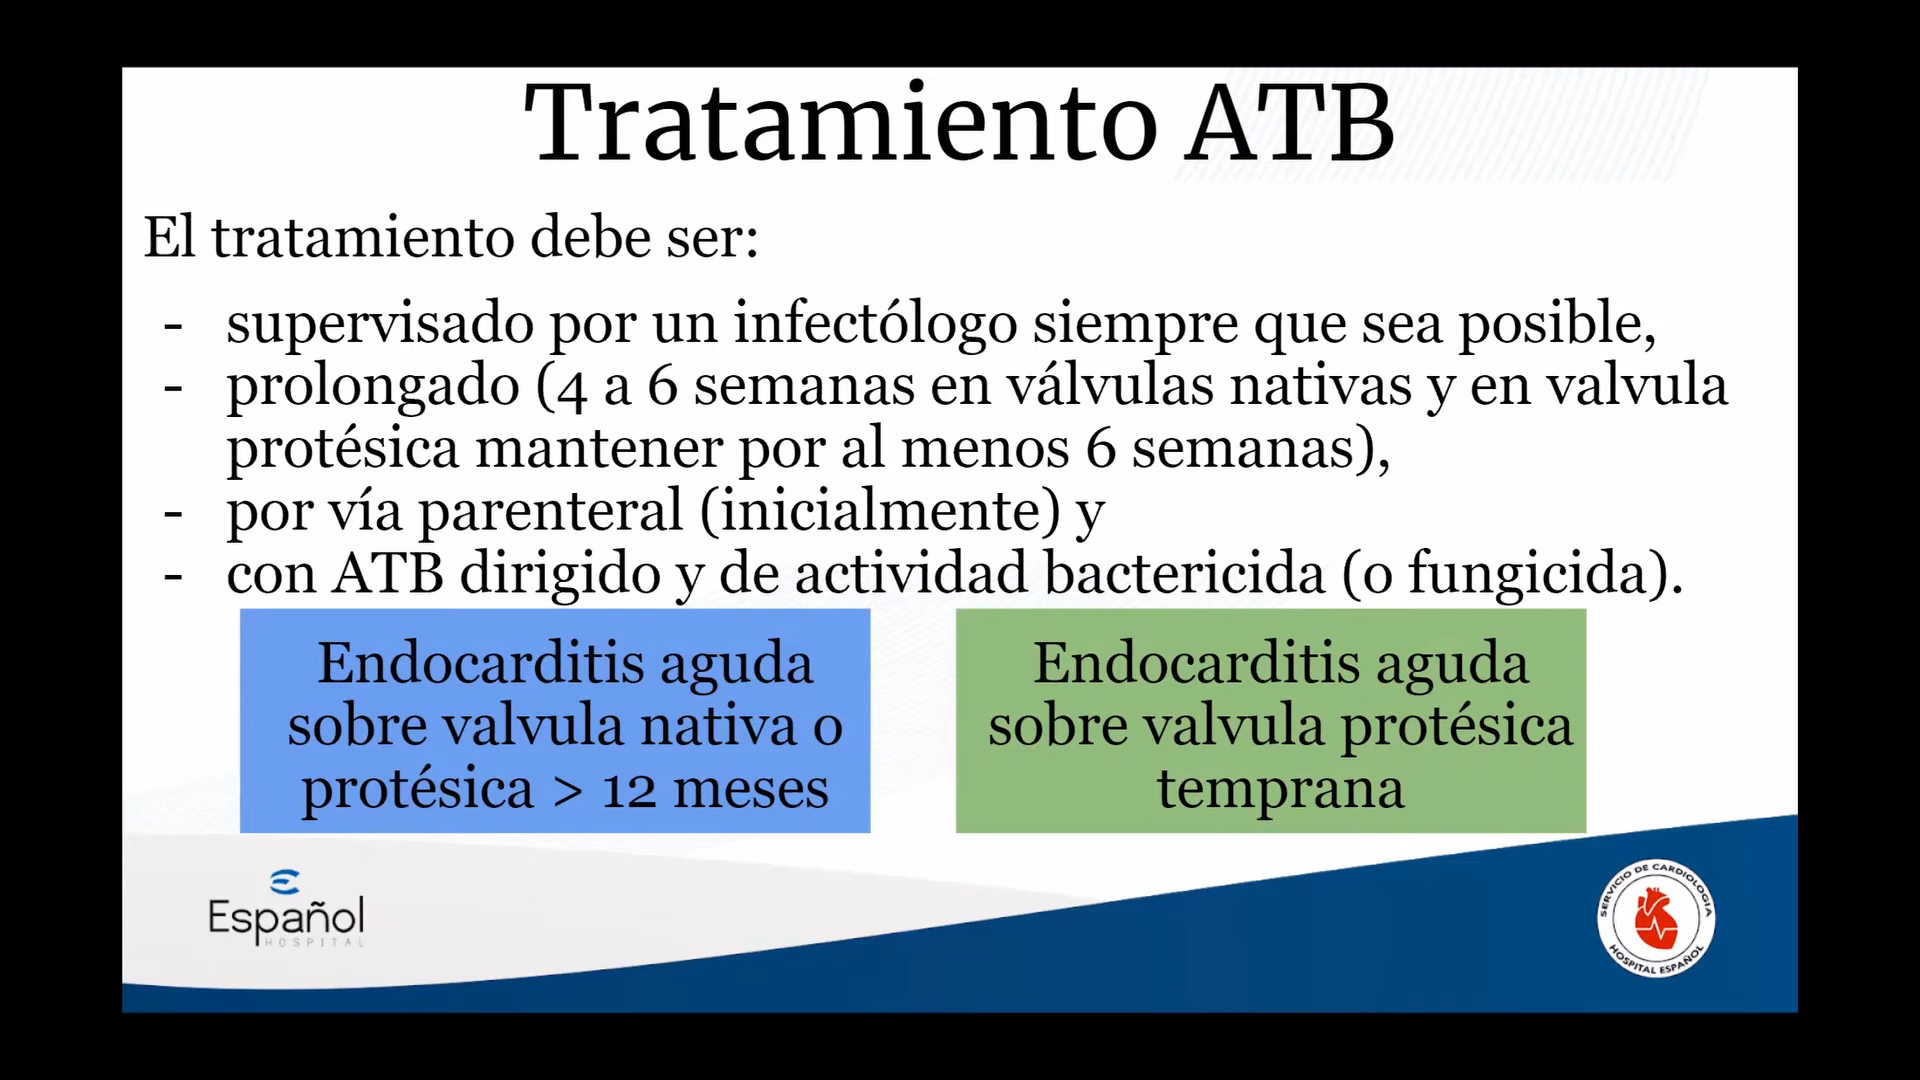 Tratamiento ATB
El tratamiento debe ser:
- supervisado por un infectólogo siempre que sea posible,
- prolongado (4 a 6 semanas en válvulas nativas y en valvula
protésica mantener por al menos 6 semanas),
- por vía parenteral (inicialmente) y
- con ATB dirigido y de actividad bactericida (o fungicida).
Endocarditis aguda
sobre valvula nativa o
protésica > 12 meses
Endocarditis aguda
sobre valvula protésica
temprana
Español
HOSPITAL
SERVICIO DE CARDIOLOGIA
HOSPITAL ESPAÑOL